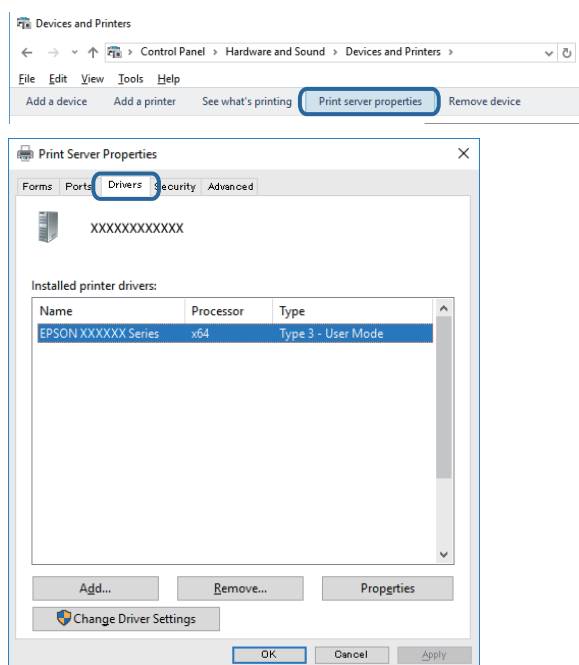 Devices and Printers
Control Panel > Hardware and Sound > Devices and Printers >
File Edit View Tools Help
Add a device Add a printer See what's printing Print server properties Remove device
Print Server Properties
Forms Ports Drivers Security Advanced
XXXXXXXXXXXX
Installed printer drivers:
Name Processor Type
EPSON XXXXXX Series x64 Type 3 - User Mode
Add... Remove... Properties
Change Driver Settings
OK Cancel Apply